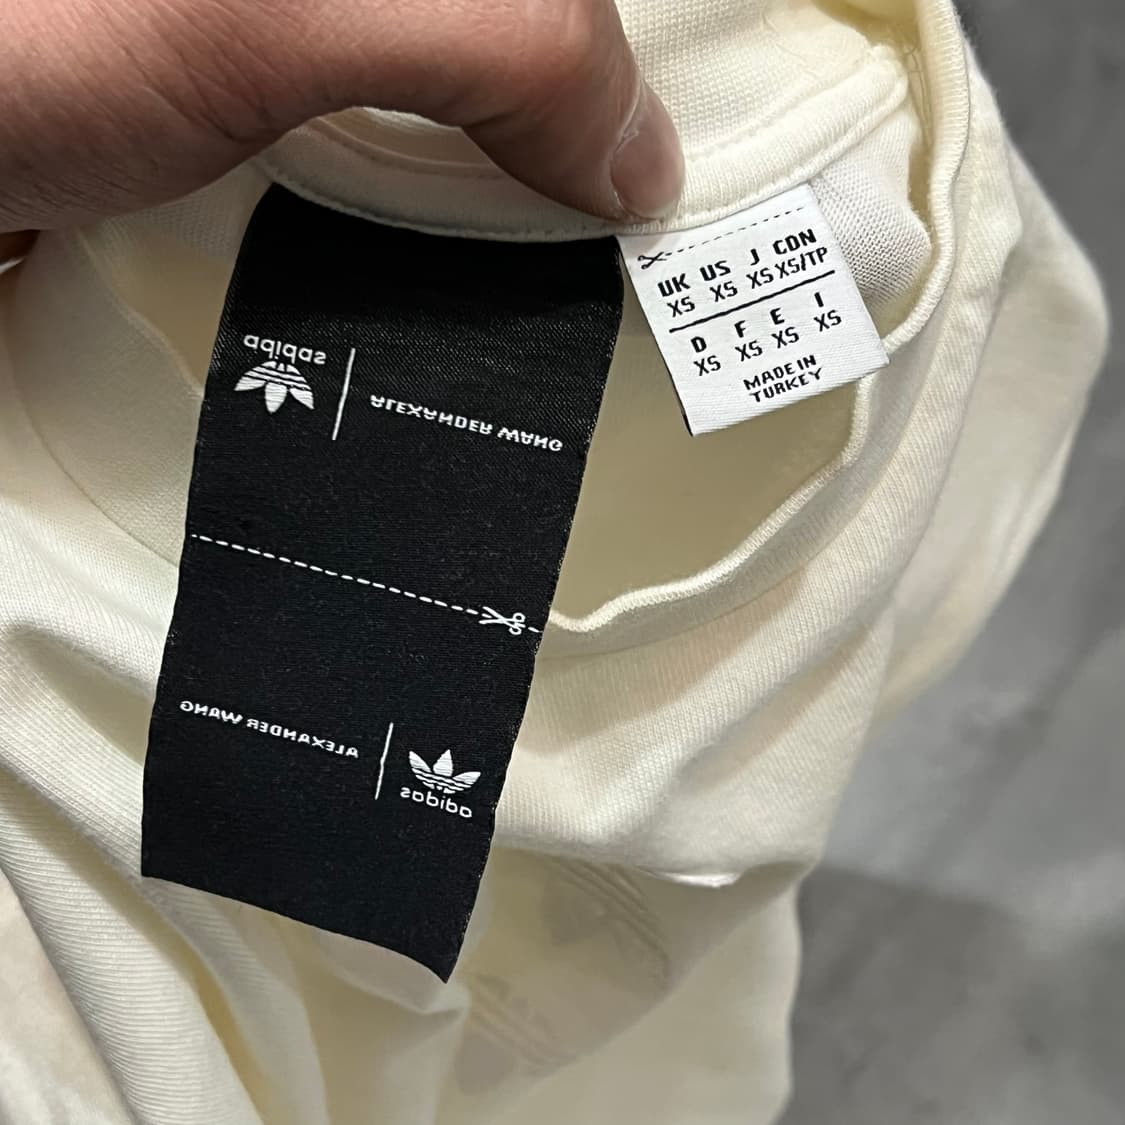 adidas
ALEXANDER WANG
ALEXANDER WANG
adidas
UK US J CDN
XS XS XS XS/TP
D F E I
XS XS XS XS
MADE IN
TURKEY